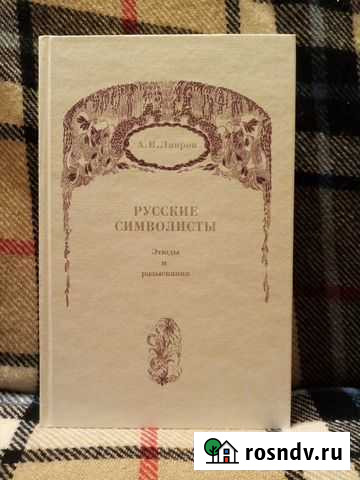 А.В. Лавров
РУССКИЕ
СИМВОЛИСТЫ
Этюды
и
разыскания
rosndv.ru